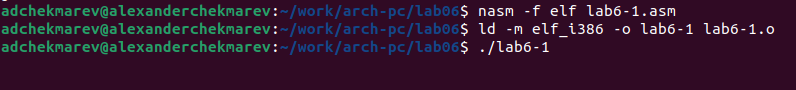 adchekmarev@alexanderchekmarev:~/work/arch-pc/lab06$ nasm -f elf lab6-1.asm
adchekmarev@alexanderchekmarev:~/work/arch-pc/lab06$ ld -m elf_i386 -o lab6-1 lab6-1.o
adchekmarev@alexanderchekmarev:~/work/arch-pc/lab06$ ./lab6-1